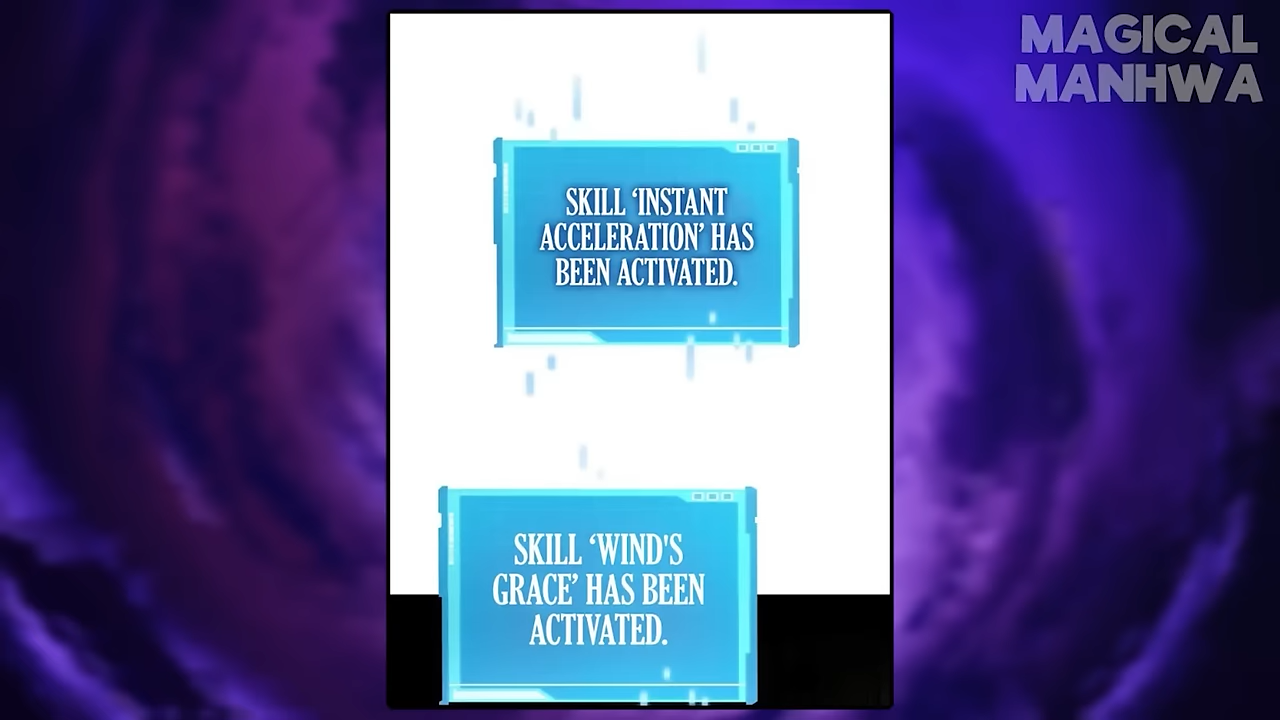 MAGICAL
MANHWA
SKILL ‘INSTANT
ACCELERATION’ HAS
BEEN ACTIVATED.
SKILL ‘WIND'S
GRACE’ HAS BEEN
ACTIVATED.